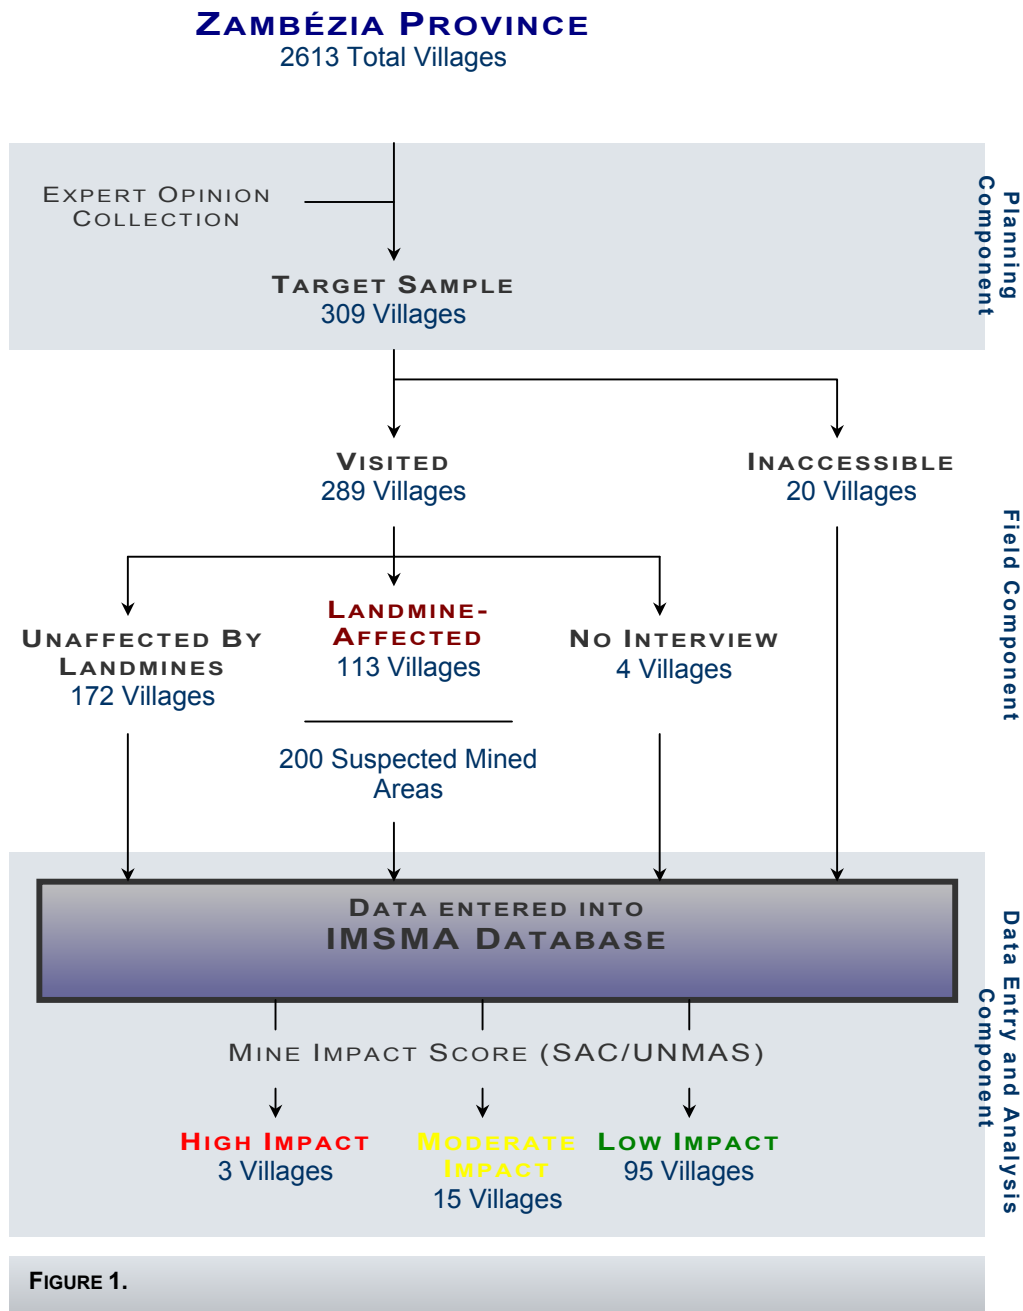 ZAMBÉZIA PROVINCE
2613 Total Villages
EXPERT OPINION
COLLECTION
TARGET SAMPLE
309 Villages
Planning
Component
VISITED
289 Villages
INACCESSIBLE
20 Villages
UNAFFECTED BY
LANDMINES
172 Villages
LANDMINE-
AFFECTED
113 Villages
200 Suspected Mined
Areas
NO INTERVIEW
4 Villages
Field Component
DATA ENTERED INTO
IMSMA DATABASE
MINE IMPACT SCORE (SAC/UNMAS)
HIGH IMPACT
3 Villages
MODERATE
IMPACT
15 Villages
LOW IMPACT
95 Villages
Data Entry and Analysis
Component
FIGURE 1.